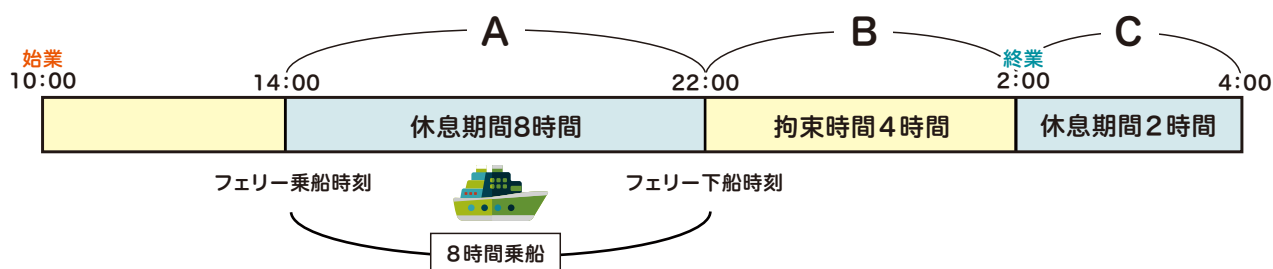 A
B
C
始業
終業
10:00
14:00
22:00
2:00
4:00
休息期間8時間
拘束時間4時間
休息期間2時間
フェリー乗船時刻
フェリー下船時刻
8時間乗船